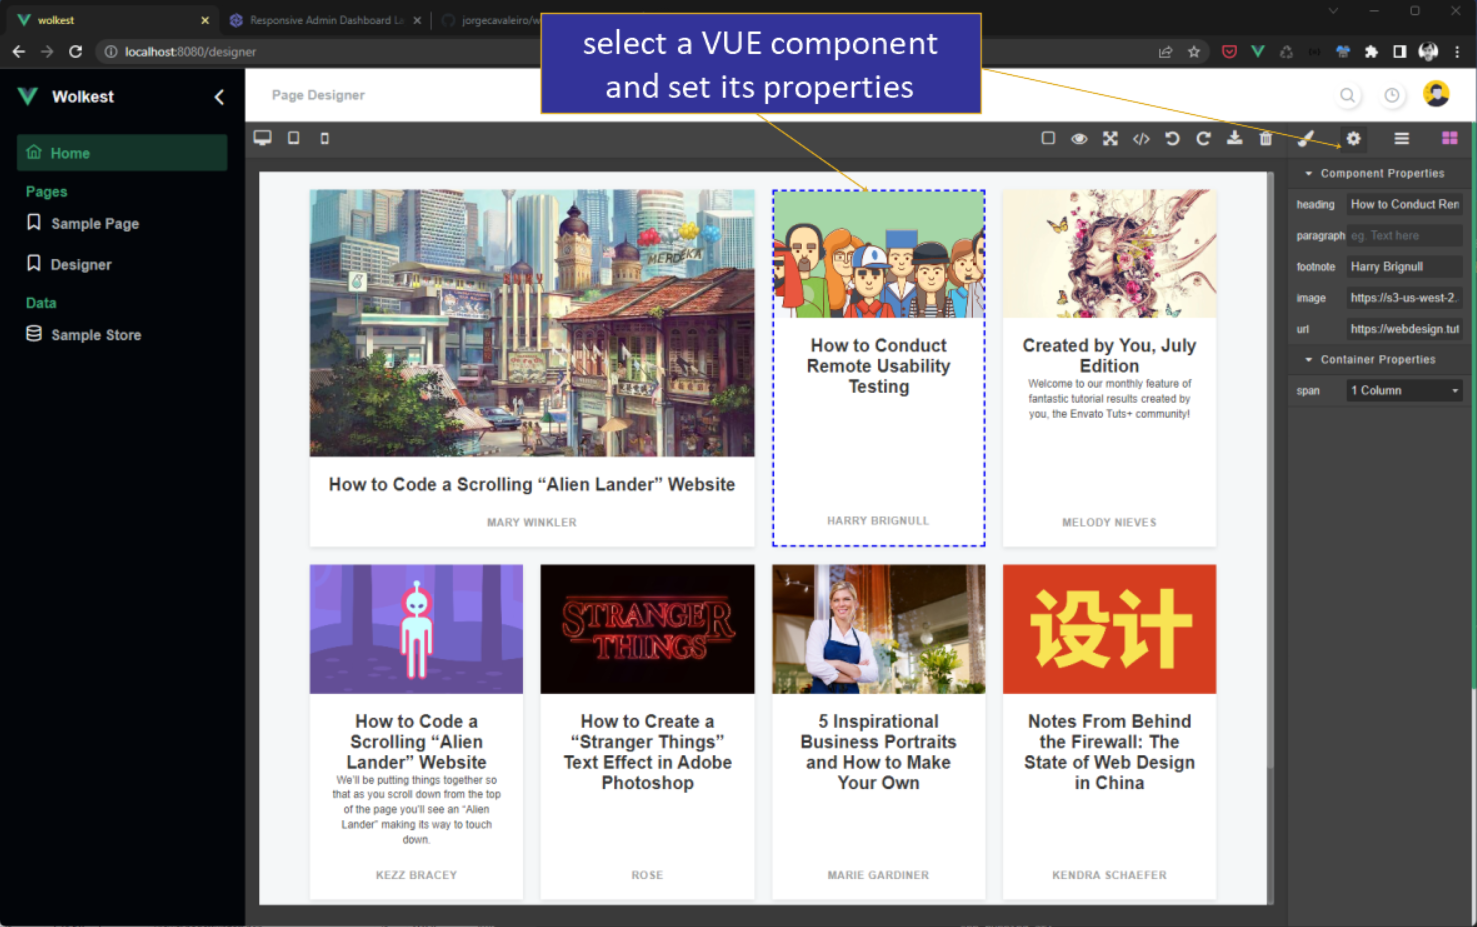 wolkest
Responsive Admin Dashboard La
jorgecavaleiro/w
localhost:8080/designer
select a VUE component
and set its properties
Wolkest
Page Designer
Home
Pages
Sample Page
Designer
Data
Sample Store
Component Properties
heading How to Conduct Ren
paragraph eg. Text here
footnote Harry Brignull
image https://s3-us-west-2.
url https://webdesign.tut
Container Properties
span 1 Column
MERDEKA
How to Code a Scrolling “Alien Lander” Website
MARY WINKLER
How to Conduct
Remote Usability
Testing
HARRY BRIGNULL
Created by You, July
Edition
Welcome to our monthly feature of
fantastic tutorial results created by
you, the Envato Tuts+ community!
MELODY NIEVES
How to Code a
Scrolling “Alien
Lander” Website
We’ll be putting things together so
that as you scroll down from the top
of the page you’ll see an “Alien
Lander” making its way to touch
down.
KEZZ BRACEY
STRANGER
THINGS
How to Create a
“Stranger Things”
Text Effect in Adobe
Photoshop
ROSE
5 Inspirational
Business Portraits
and How to Make
Your Own
MARIE GARDINER
设计
Notes From Behind
the Firewall: The
State of Web Design
in China
KENDRA SCHAEFER